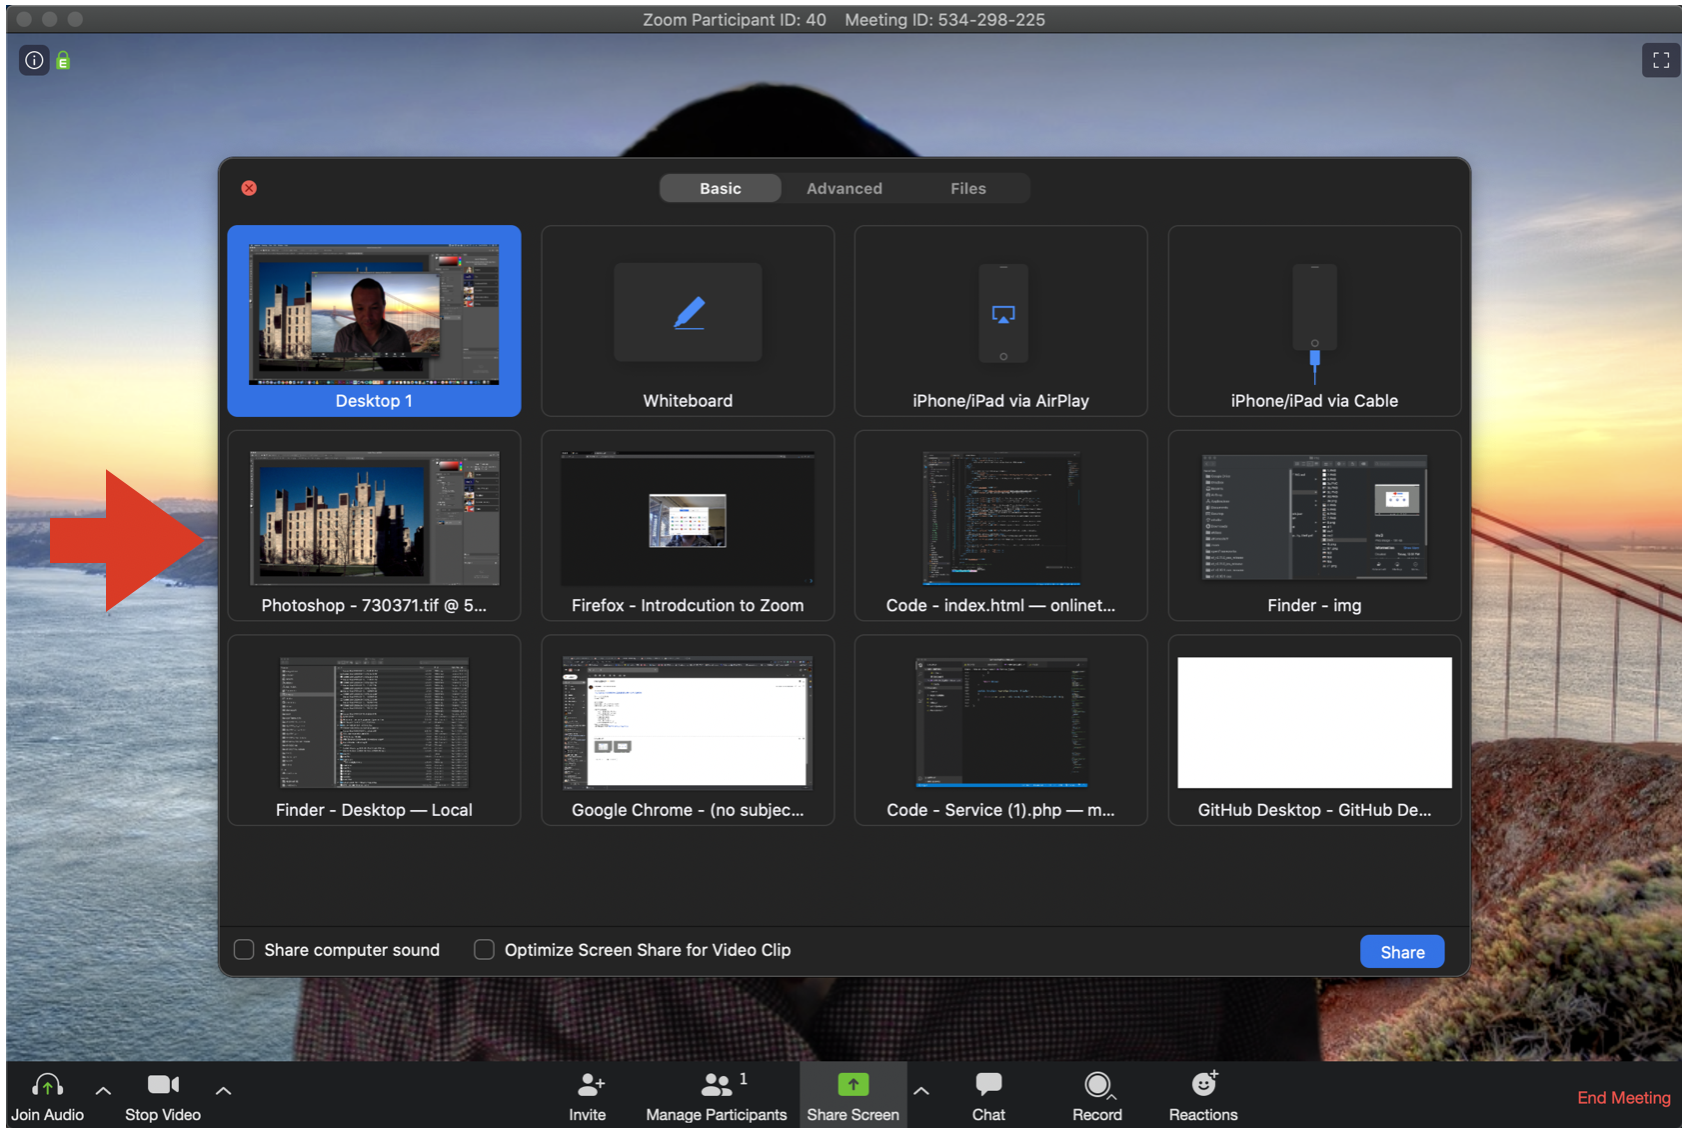 Zoom Participant ID: 40 Meeting ID: 534-298-225
Basic Advanced Files
Desktop 1
Whiteboard
iPhone/iPad via AirPlay
iPhone/iPad via Cable
Photoshop - 730371.tif @ 5...
Firefox - Introdcution to Zoom
Code - index.html — onlinet...
Finder - img
Finder - Desktop — Local
Google Chrome - (no subjec...
Code - Service (1).php — m...
GitHub Desktop - GitHub De...
Share computer sound
Optimize Screen Share for Video Clip
Share
1
Join Audio
Stop Video
Invite
Manage Participants
Share Screen
Chat
Record
Reactions
End Meeting